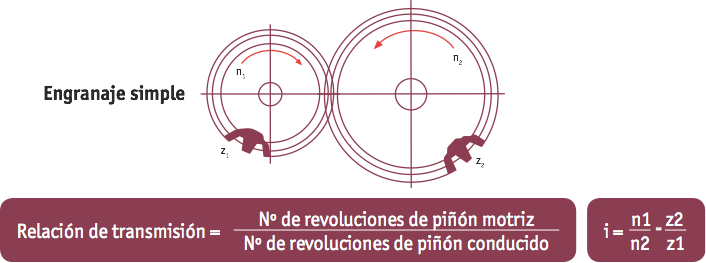 n1
n2
Engranaje simple
z1
z2
Relación de transmisión = Nº de revoluciones de piñón motriz
Nº de revoluciones de piñón conducido
i = n1 - z2
n2 z1